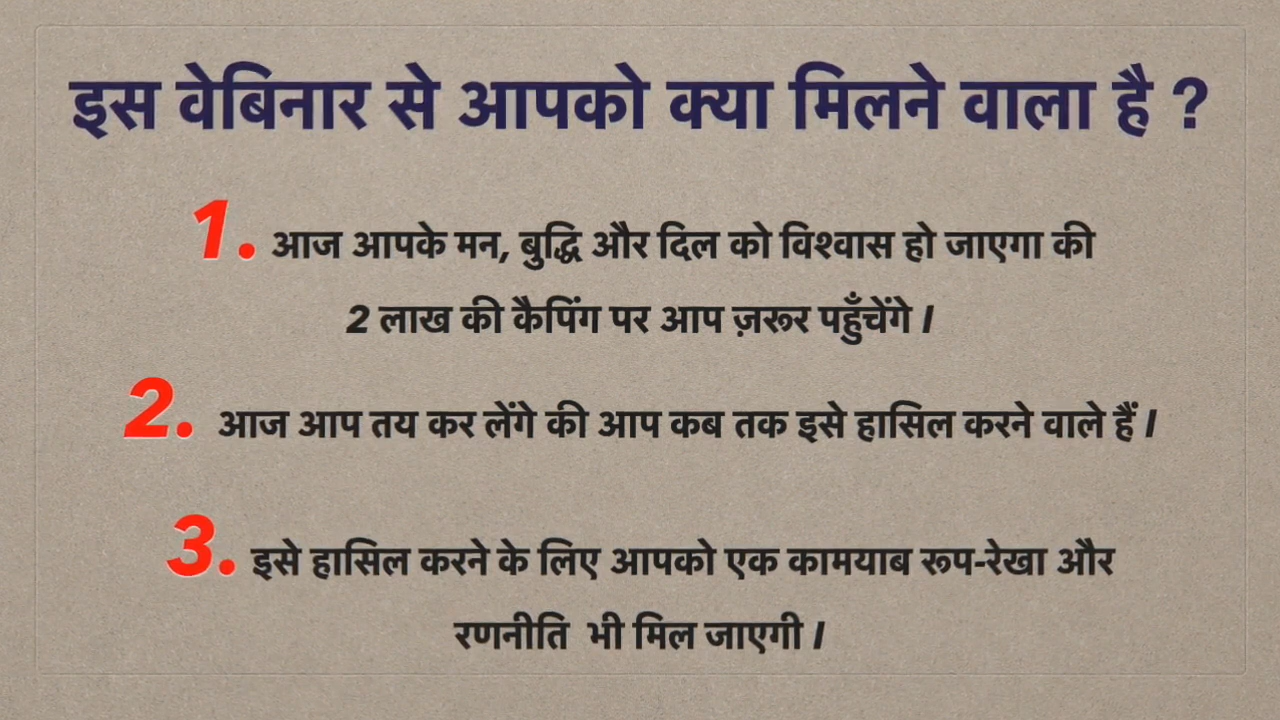 इस वेबिनार से आपको क्या मिलने वाला है ?
1. आज आपके मन, बुद्धि और दिल को विश्वास हो जाएगा की
2 लाख की कैपिंग पर आप ज़रूर पहुँचेंगे ।
2. आज आप तय कर लेंगे की आप कब तक इसे हासिल करने वाले हैं ।
3. इसे हासिल करने के लिए आपको एक कामयाब रूप-रेखा और
रणनीति भी मिल जाएगी ।